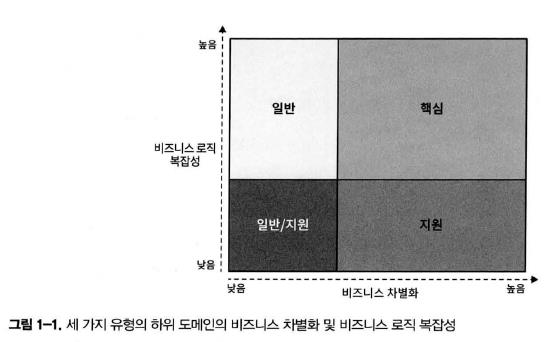 높음
일반
핵심
비즈니스 로직
복잡성
일반/지원
지원
낮음
낮음
비즈니스 차별화
높음
그림 1-1. 세 가지 유형의 하위 도메인의 비즈니스 차별화 및 비즈니스 로직 복잡성